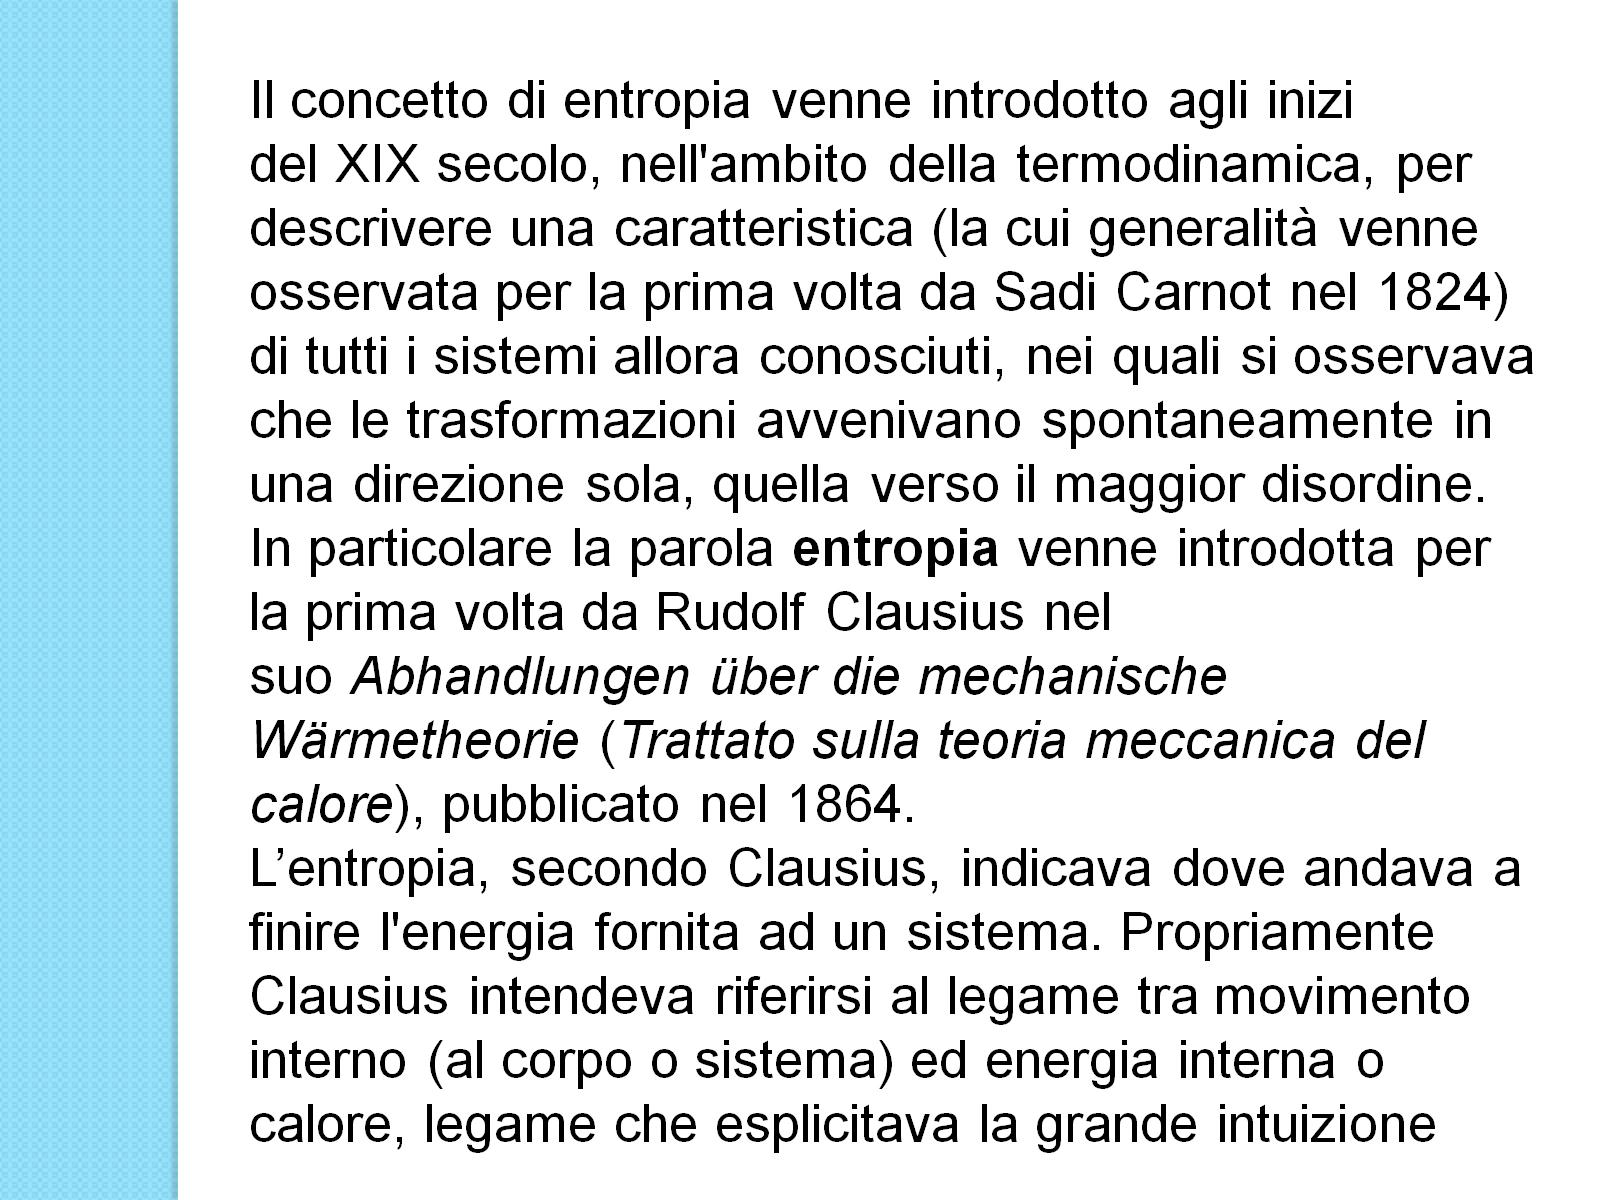 Il concetto di entropia venne introdotto agli inizi
del XIX secolo, nell'ambito della termodinamica, per
descrivere una caratteristica (la cui generalità venne
osservata per la prima volta da Sadi Carnot nel 1824)
di tutti i sistemi allora conosciuti, nei quali si osservava
che le trasformazioni avvenivano spontaneamente in
una direzione sola, quella verso il maggior disordine.
In particolare la parola entropia venne introdotta per
la prima volta da Rudolf Clausius nel
suo Abhandlungen über die mechanische
Wärmetheorie (Trattato sulla teoria meccanica del
calore), pubblicato nel 1864.
L’entropia, secondo Clausius, indicava dove andava a
finire l'energia fornita ad un sistema. Propriamente
Clausius intendeva riferirsi al legame tra movimento
interno (al corpo o sistema) ed energia interna o
calore, legame che esplicitava la grande intuizione